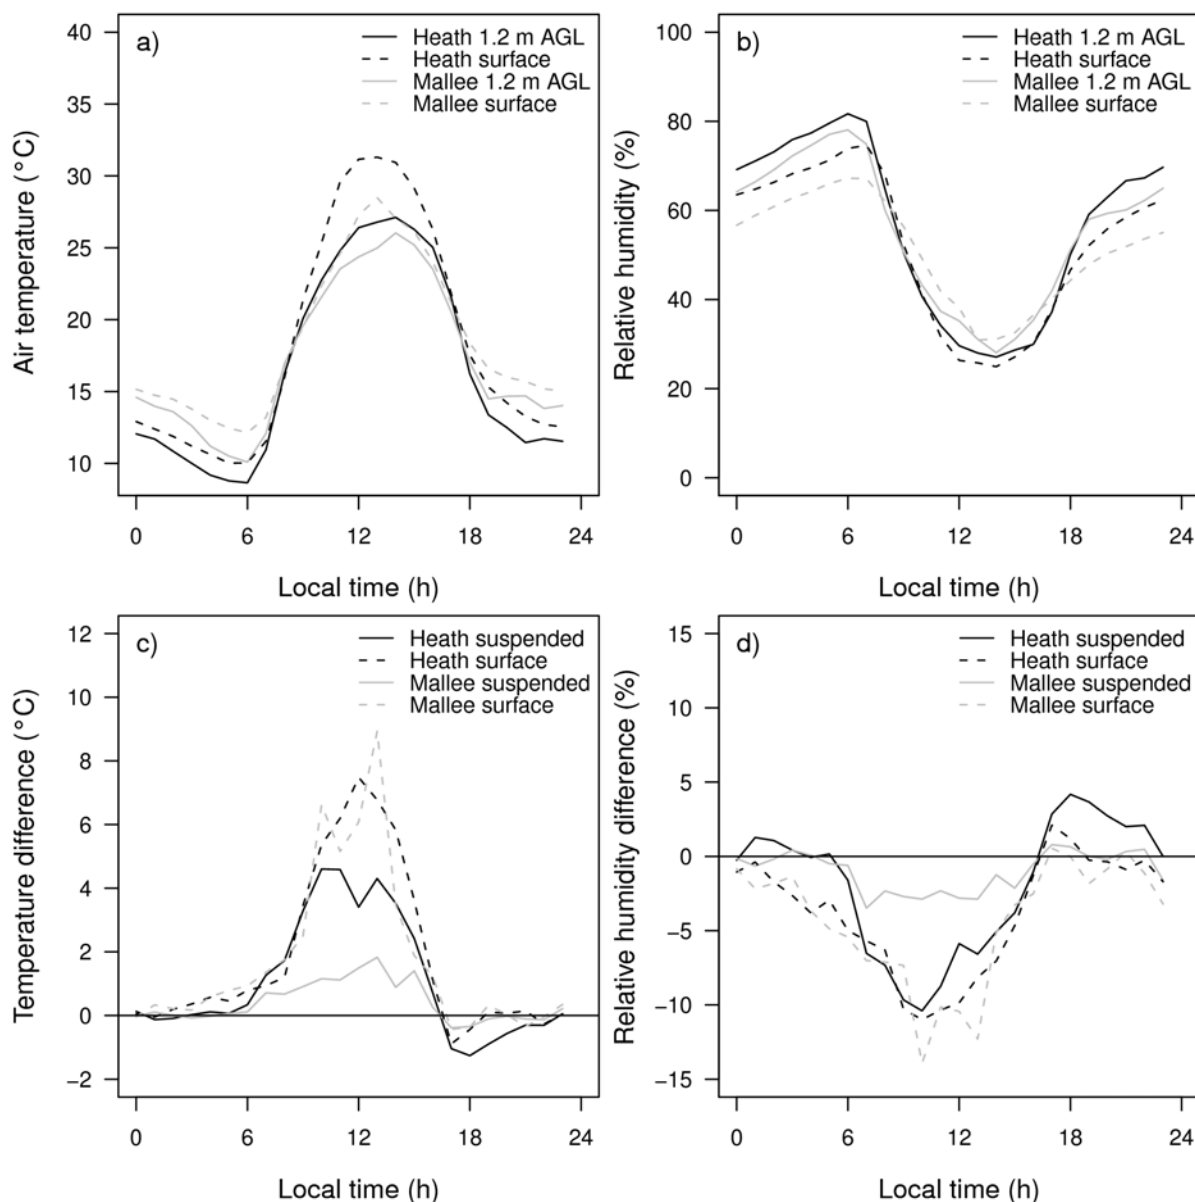 a)
Heath 1.2 m AGL
Heath surface
Mallee 1.2 m AGL
Mallee surface
Air temperature (°C)
40
35
30
25
20
15
10
0 6 12 18 24
Local time (h)
b)
Heath 1.2 m AGL
Heath surface
Mallee 1.2 m AGL
Mallee surface
Relative humidity (%)
100
80
60
40
20
0
0 6 12 18 24
Local time (h)
c)
Heath suspended
Heath surface
Mallee suspended
Mallee surface
Temperature difference (°C)
12
10
8
6
4
2
0
−2
0 6 12 18 24
Local time (h)
d)
Heath suspended
Heath surface
Mallee suspended
Mallee surface
Relative humidity difference (%)
15
10
5
0
−5
−10
−15
0 6 12 18 24
Local time (h)